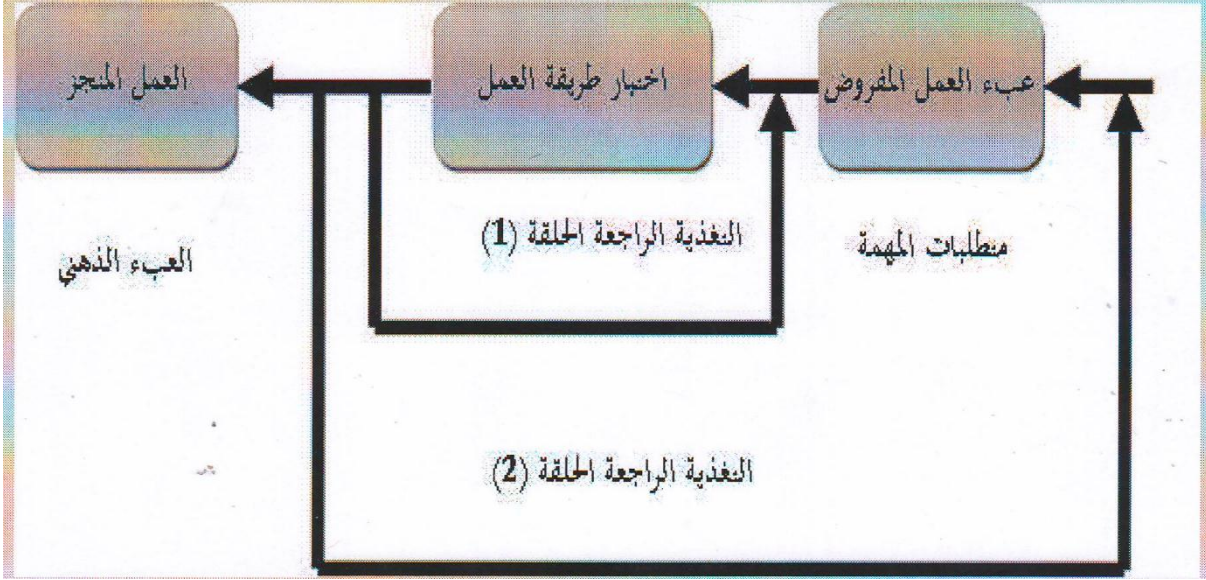 عبء العمل المفروض
اختبار طريقة العمل
العمل المنجز
متطلبات المهمة
التغذية الراجعة الحلقة (1)
العبء الذهني
التغذية الراجعة الحلقة (2)